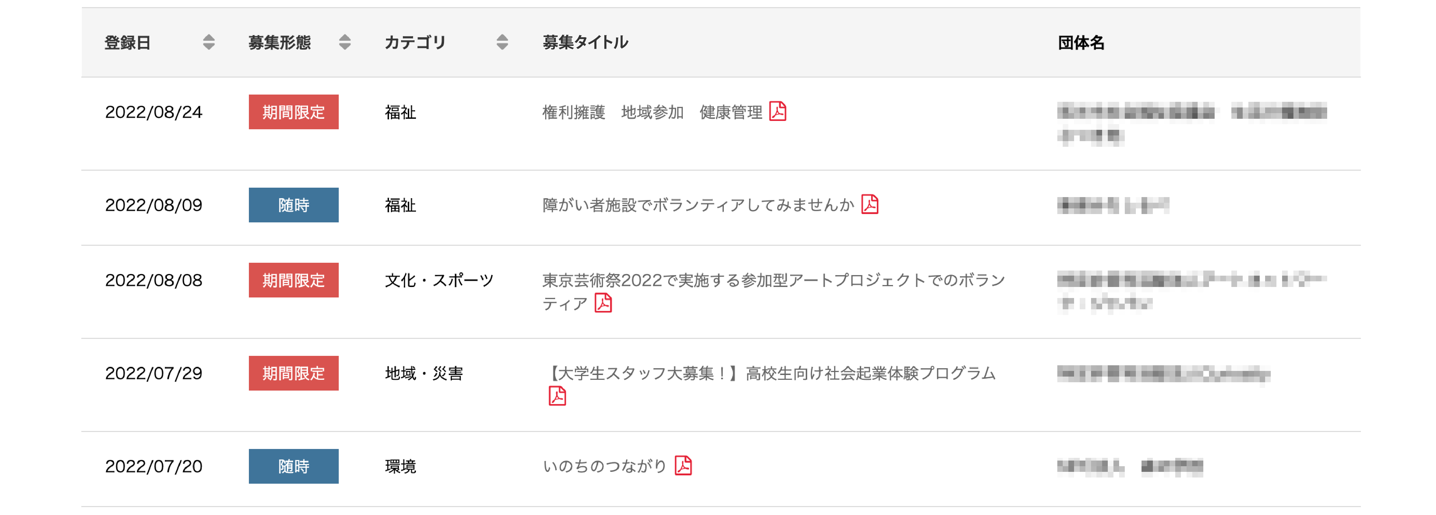 登録日 募集形態 カテゴリ 募集タイトル 団体名
2022/08/24 期間限定 福祉 権利擁護 地域参加 健康管理
2022/08/09 随時 福祉 障がい者施設でボランティアしてみませんか
2022/08/08 期間限定 文化・スポーツ 東京芸術祭2022で実施する参加型アートプロジェクトでのボラン
ティア
2022/07/29 期間限定 地域・災害 【大学生スタッフ大募集！】高校生向け社会起業体験プログラム
2022/07/20 随時 環境 いのちのつながり